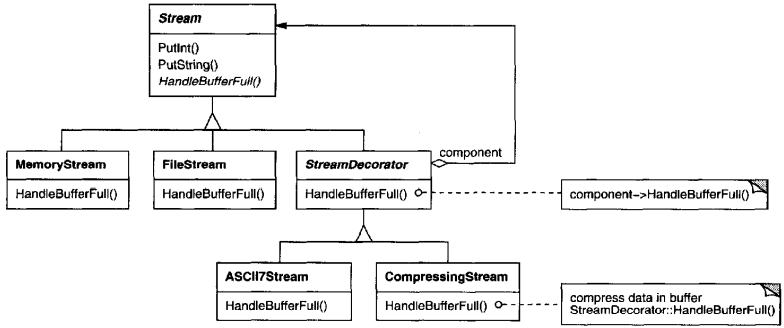 Stream
PutInt()
PutString()
HandleBufferFull()
component
MemoryStream
HandleBufferFull()
FileStream
HandleBufferFull()
StreamDecorator
HandleBufferFull()
component->HandleBufferFull()
ASCII7Stream
HandleBufferFull()
CompressingStream
HandleBufferFull()
compress data in buffer
StreamDecorator::HandleBufferFull()